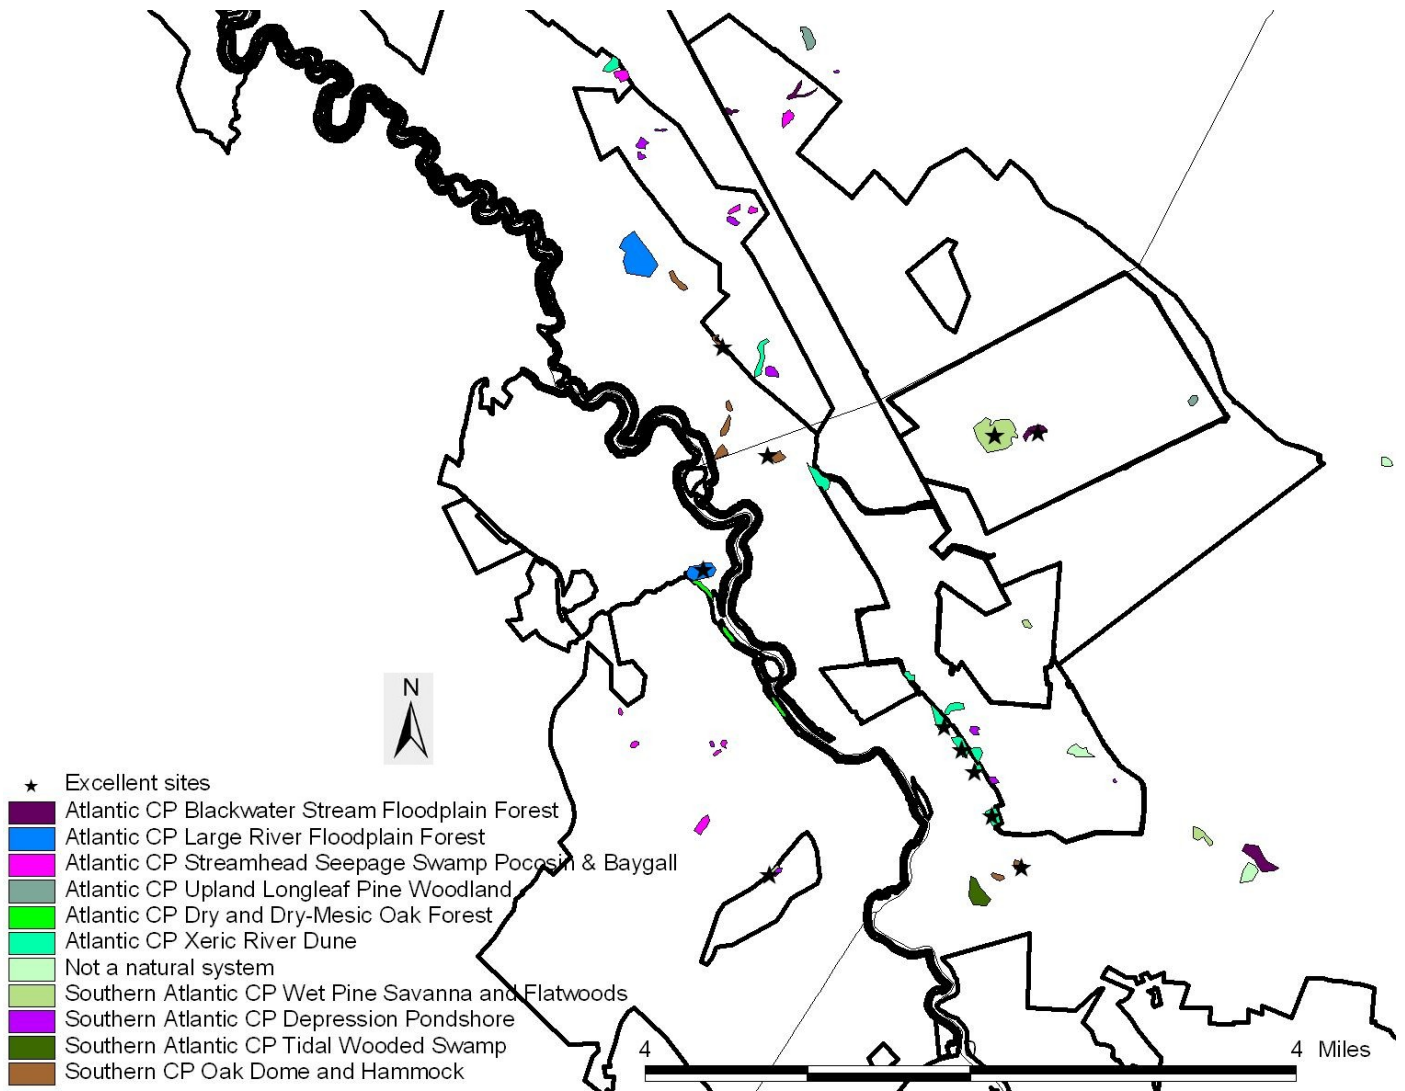 N
Excellent sites
Atlantic CP Blackwater Stream Floodplain Forest
Atlantic CP Large River Floodplain Forest
Atlantic CP Streamhead Seepage Swamp Pocosin & Baygall
Atlantic CP Upland Longleaf Pine Woodland
Atlantic CP Dry and Dry-Mesic Oak Forest
Atlantic CP Xeric River Dune
Not a natural system
Southern Atlantic CP Wet Pine Savanna and Flatwoods
Southern Atlantic CP Depression Pondshore
Southern Atlantic CP Tidal Wooded Swamp
Southern CP Oak Dome and Hammock
4 4 Miles